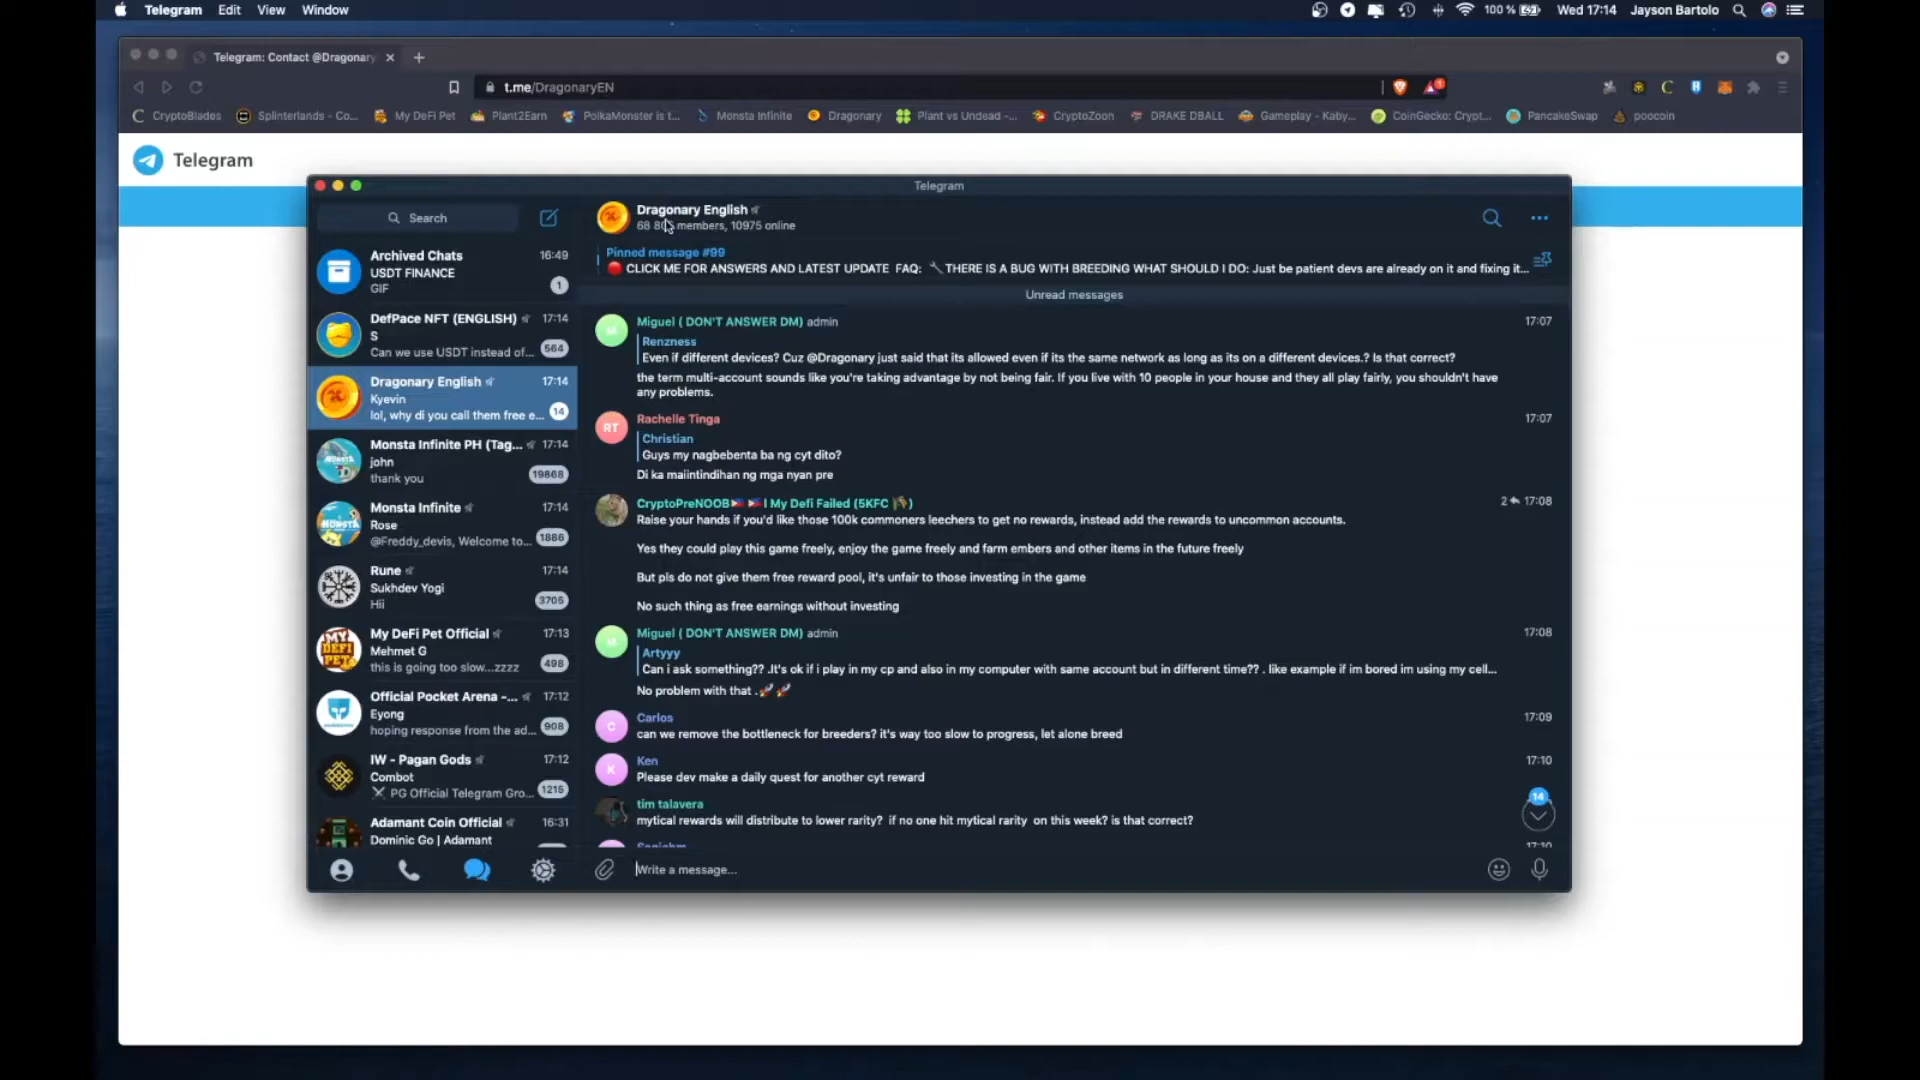 Telegram Edit View Window 100 % Wed 17:14 Jayson Bartolo
Telegram: Contact @Dragonary
t.me/DragonaryEN
CryptoBlades Splinterlands - Co... My DeFi Pet Plant2Earn PolkaMonster is t... Monsta Infinite Dragonary Plant vs Undead -... CryptoZoon DRAKE DBALL Gameplay - Kaby... CoinGecko: Crypt... PancakeSwap poocoin
Telegram
Telegram
Search
Archived Chats 16:49
USDT FINANCE
GIF 1
DefPace NFT (ENGLISH) 17:14
S
Can we use USDT instead of... 564
Dragonary English 17:14
Kyevin
lol, why di you call them free e... 14
Monsta Infinite PH (Tag... 17:14
john
thank you 19868
Monsta Infinite 17:14
Rose
@Freddy_devis, Welcome to... 1886
Rune 17:14
Sukhdev Yogi
Hii 3705
My DeFi Pet Official 17:13
Mehmet G
this is going too slow...zzzz 498
Official Pocket Arena -... 17:12
Eyong
hoping response from the ad... 908
IW - Pagan Gods 17:12
Combot
PG Official Telegram Gro... 1215
Adamant Coin Official 16:31
Dominic Go | Adamant
Dragonary English
68 members, 10975 online
Pinned message #99
🔴 CLICK ME FOR ANSWERS AND LATEST UPDATE FAQ: 🔧 THERE IS A BUG WITH BREEDING WHAT SHOULD I DO: Just be patient devs are already on it and fixing it...
Unread messages
M Miguel ( DON'T ANSWER DM) admin 17:07
Renzness
Even if different devices? Cuz @Dragonary just said that its allowed even if its the same network as long as its on a different devices.? Is that correct?
the term multi-account sounds like you're taking advantage by not being fair. If you live with 10 people in your house and they all play fairly, you shouldn't have
any problems.
RT Rachelle Tinga 17:07
Christian
Guys my nagbebenta ba ng cyt dito?
Di ka maiintindihan ng mga nyan pre
CryptoPreNOOB🇵🇭 🇵🇭 I My Defi Failed (5KFC ) 2 17:08
Raise your hands if you'd like those 100k commoners leechers to get no rewards, instead add the rewards to uncommon accounts.
Yes they could play this game freely, enjoy the game freely and farm embers and other items in the future freely
But pls do not give them free reward pool, it's unfair to those investing in the game
No such thing as free earnings without investing
M Miguel ( DON'T ANSWER DM) admin 17:08
Artyyy
Can i ask something?? .It's ok if i play in my cp and also in my computer with same account but in different time?? . like example if im bored im using my cell...
No problem with that .🚀 🚀
C Carlos 17:09
can we remove the bottleneck for breeders? it's way too slow to progress, let alone breed
K Ken 17:10
Please dev make a daily quest for another cyt reward
tim talavera
mytical rewards will distribute to lower rarity? if no one hit mytical rarity on this week? is that correct?
14
17:10
Write a message...